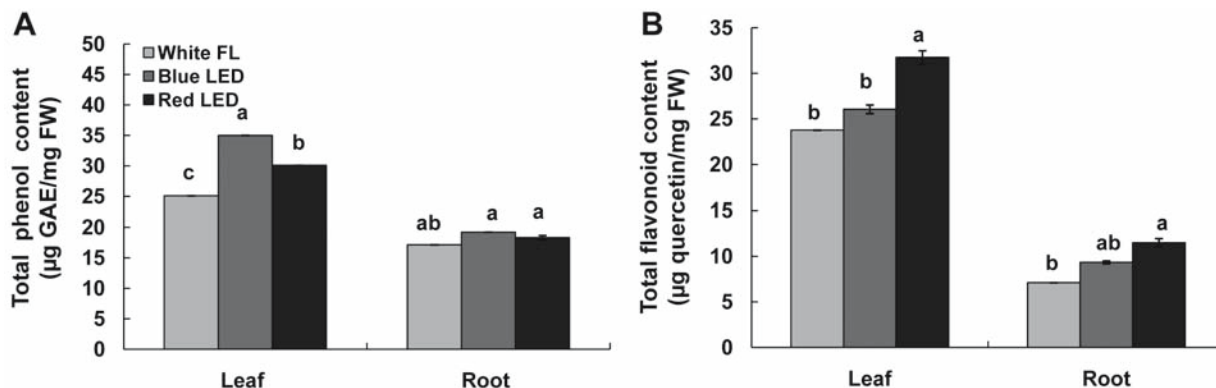 A
Total phenol content
(µg GAE/mg FW)
50
45
40
35
30
25
20
15
10
5
0
White FL
Blue LED
Red LED
c
a
b
ab
a
a
Leaf
Root
B
Total flavonoid content
(µg quercetin/mg FW)
35
30
25
20
15
10
5
0
b
b
a
b
ab
a
Leaf
Root